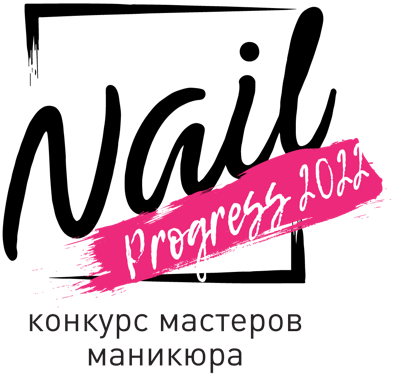 Nail
Progress 2022
конкурс мастеров
маникюра